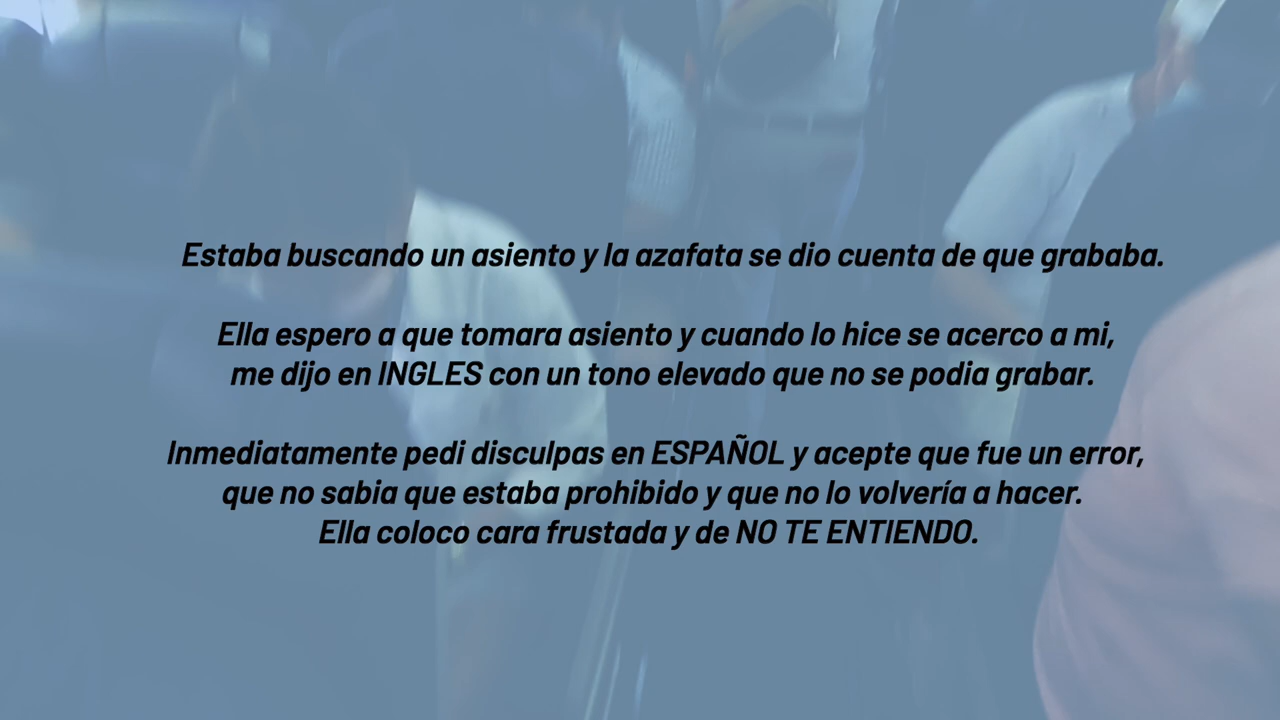 Estaba buscando un asiento y la azafata se dio cuenta de que grababa.
Ella espero a que tomara asiento y cuando lo hice se acerco a mi,
me dijo en INGLES con un tono elevado que no se podia grabar.
Inmediatamente pedi disculpas en ESPAÑOL y acepte que fue un error,
que no sabia que estaba prohibido y que no lo volvería a hacer.
Ella coloco cara frustada y de NO TE ENTIENDO.